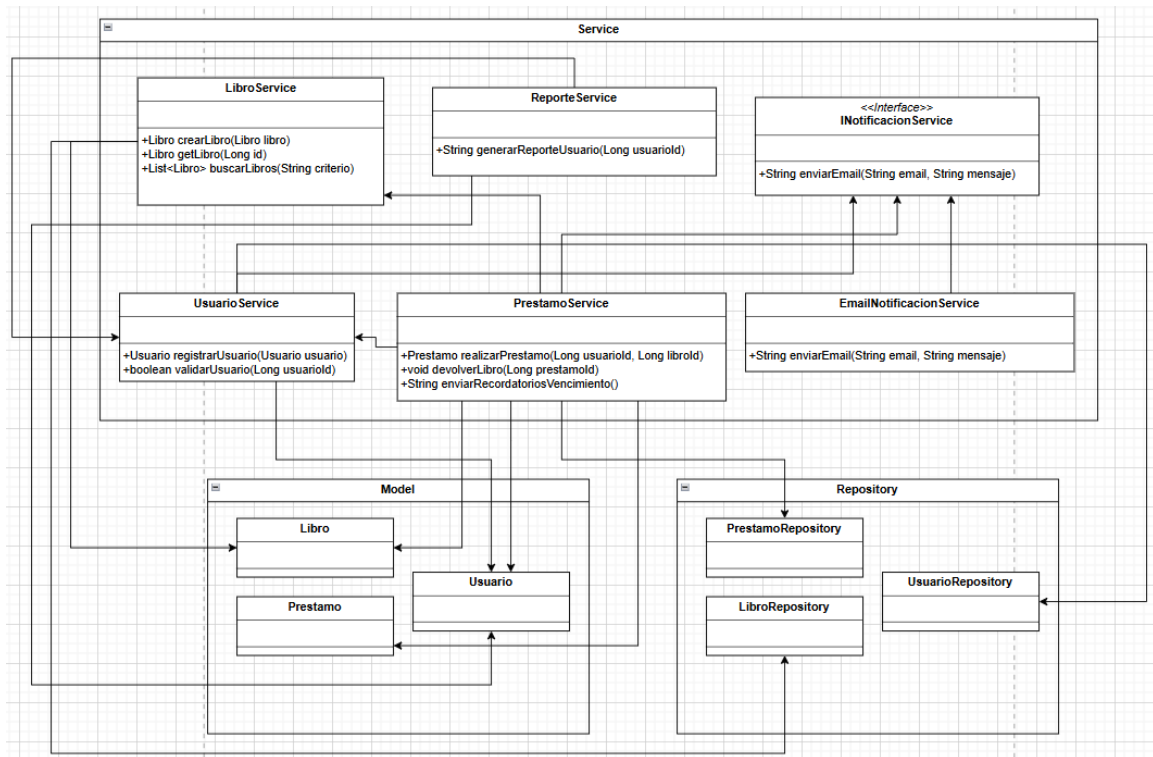 Service
LibroService
+Libro crearLibro(Libro libro)
+Libro getLibro(Long id)
+List<Libro> buscarLibros(String criterio)
ReporteService
+String generarReporteUsuario(Long usuarioId)
<<Interface>>
INotificacionService
+String enviarEmail(String email, String mensaje)
UsuarioService
+Usuario registrarUsuario(Usuario usuario)
+boolean validarUsuario(Long usuarioId)
PrestamoService
+Prestamo realizarPrestamo(Long usuarioId, Long libroId)
+void devolverLibro(Long prestamoId)
+String enviarRecordatoriosVencimiento()
EmailNotificacionService
+String enviarEmail(String email, String mensaje)
Model
Libro
Usuario
Prestamo
Repository
PrestamoRepository
UsuarioRepository
LibroRepository